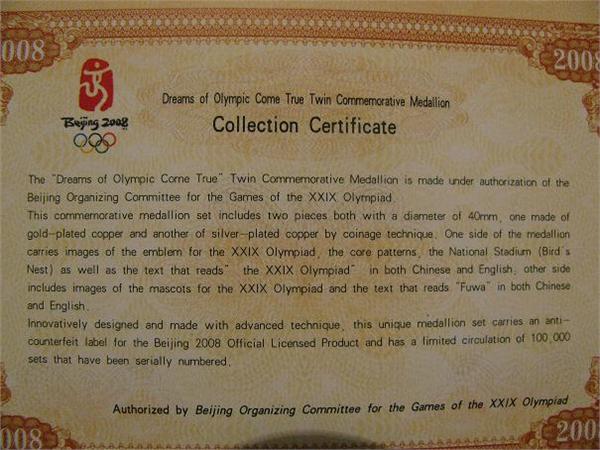 2008
2008
Beijing 2008
Dreams of Olympic Come True Twin Commemorative Medallion
Collection Certificate
The "Dreams of Olympic Come True" Twin Commemorative Medallion is made under authorization of the
Beijing Organizing Committee for the Games of the XXIX Olympiad.
This commemorative medallion set includes two pieces both with a diameter of 40mm, one made of
gold-plated copper and another of silver-plated copper by coinage technique. One side of the medallion
carries images of the emblem for the XXIX Olympiad, the core patterns, the National Stadium (Bird's
Nest) as well as the text that reads" the XXIX Olympiad" in both Chinese and English, other side
includes images of the mascots for the XXIX Olympiad and the text that reads "Fuwa" in both Chinese
and English.
Innovatively designed and made with advanced technique, this unique medallion set carries an anti-
counterfeit label for the Beijing 2008 Official Licensed Product and has a limited circulation of 100,000
sets that have been serially numbered.
Authorized by Beijing Organizing Committee for the Games of the XXIX Olympiad
008
200